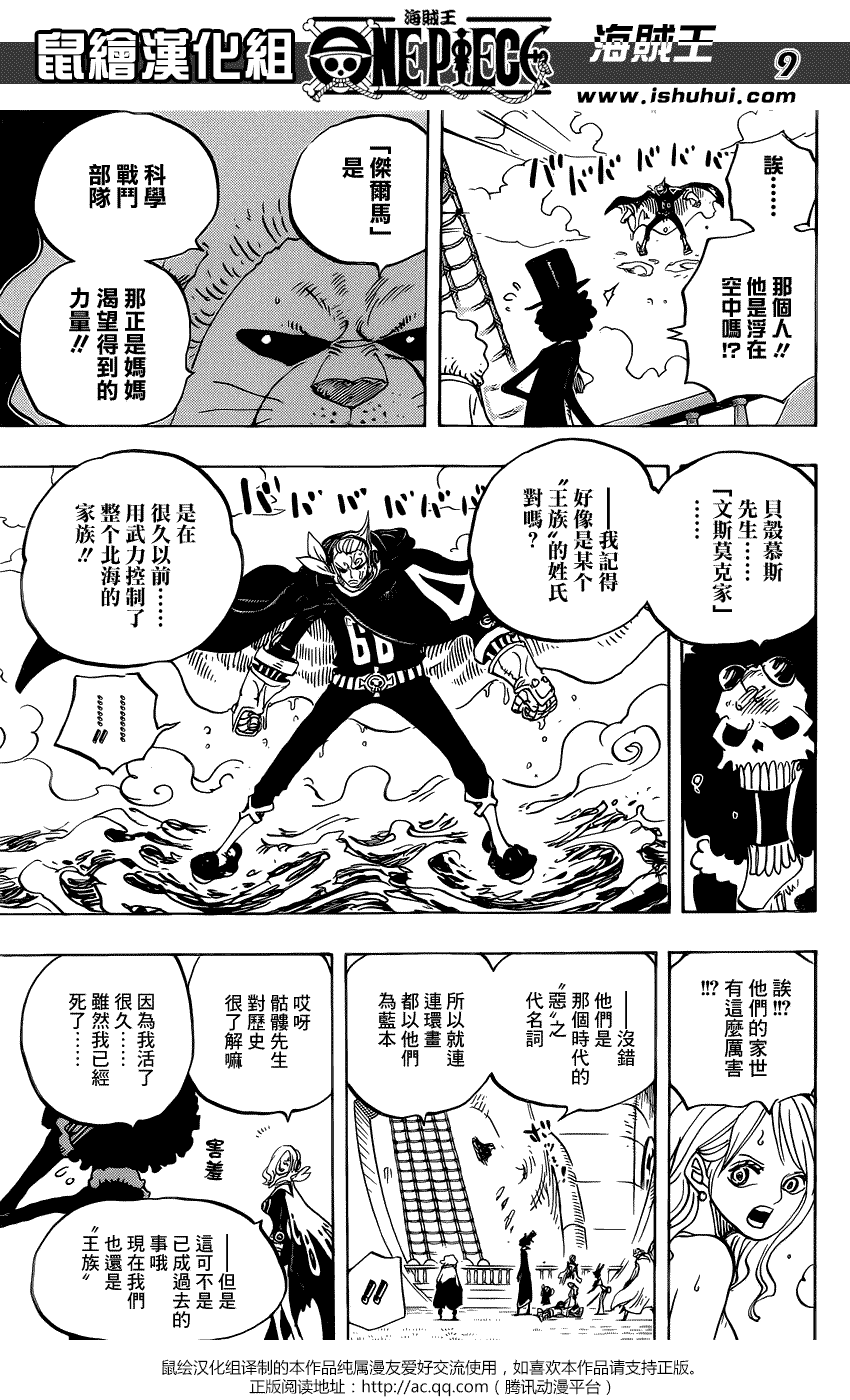 鼠繪漢化組
海賊王
ONE PIECE
海賊王
9
www.ishuhui.com
誒……
那個人!!
他是浮在
空中嗎!?
バドバドバド
「傑爾馬」
是
科學
戰鬥
部隊
那正是媽媽
渴望得到的
力量!!
貝殼慕斯
先生……
「文斯莫克家」
……
——我記得
好像是某个
〝王族〞的姓氏
對嗎？
バドバドバド
是在
很久以前……
用武力控制了
整个北海的
家族!!
………!!
誒!!?
他們的家世
有這麼厲害
!!?
——沒錯
他們是
那個時代的
〝惡〞之
代名詞
所以就連
連環畫
都以他們
為藍本
!!
哎呀
骷髏先生
對歷史
很了解嘛
因為我活了
很久……
雖然我已經
死了……
害羞
——但是
這可不是
已成過去的
事哦
現在我們
也還是
〝王族〞
鼠绘汉化组译制的本作品纯属漫友爱好交流使用，如喜欢本作品请支持正版。
正版阅读地址：http://ac.qq.com（腾讯动漫平台）